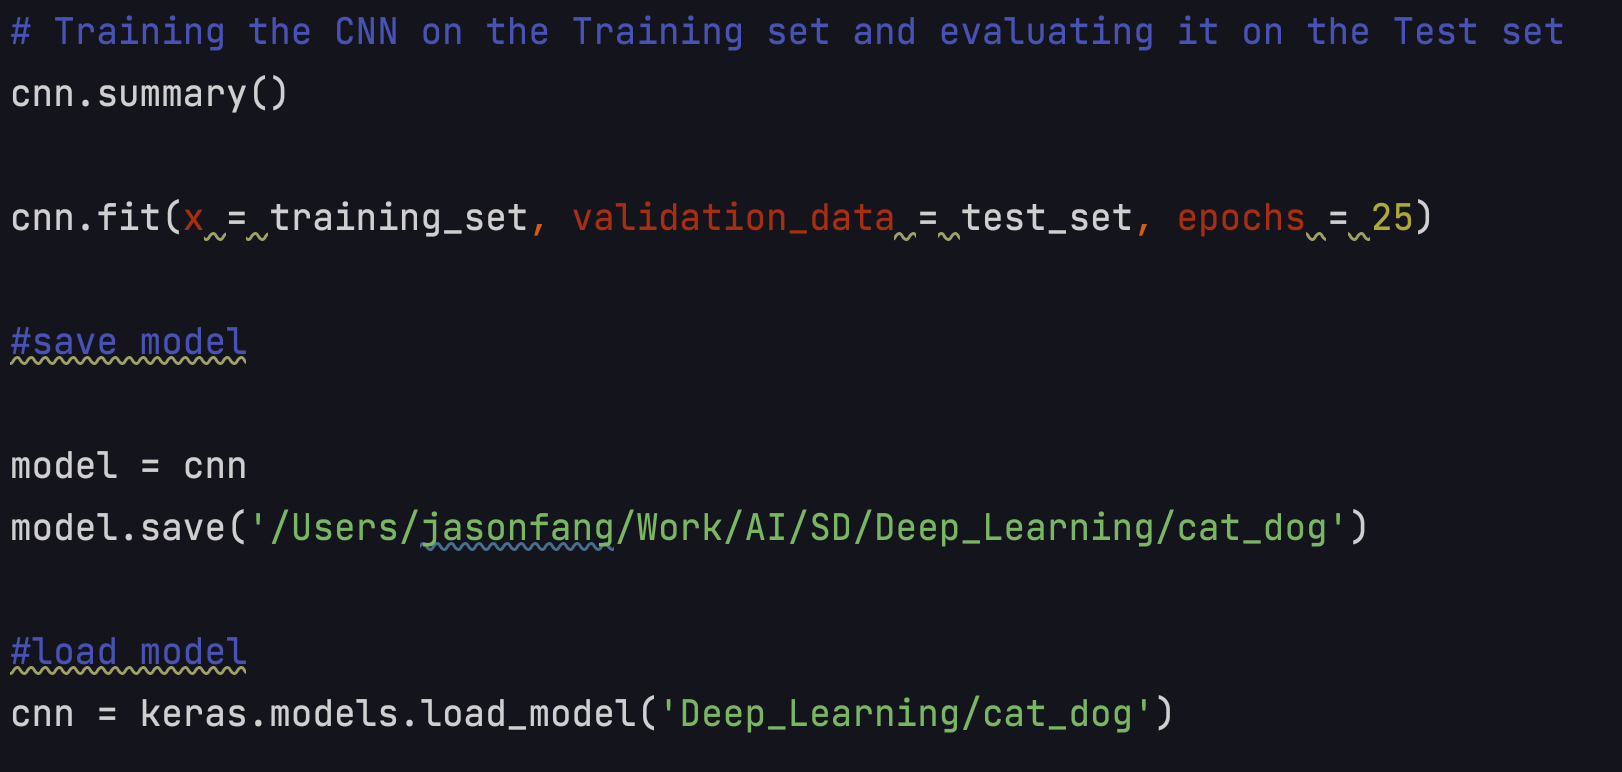 # Training the CNN on the Training set and evaluating it on the Test set
cnn.summary()
cnn.fit(x = training_set, validation_data = test_set, epochs = 25)
#save model
model = cnn
model.save('/Users/jasonfang/Work/AI/SD/Deep_Learning/cat_dog')
#load model
cnn = keras.models.load_model('Deep_Learning/cat_dog')